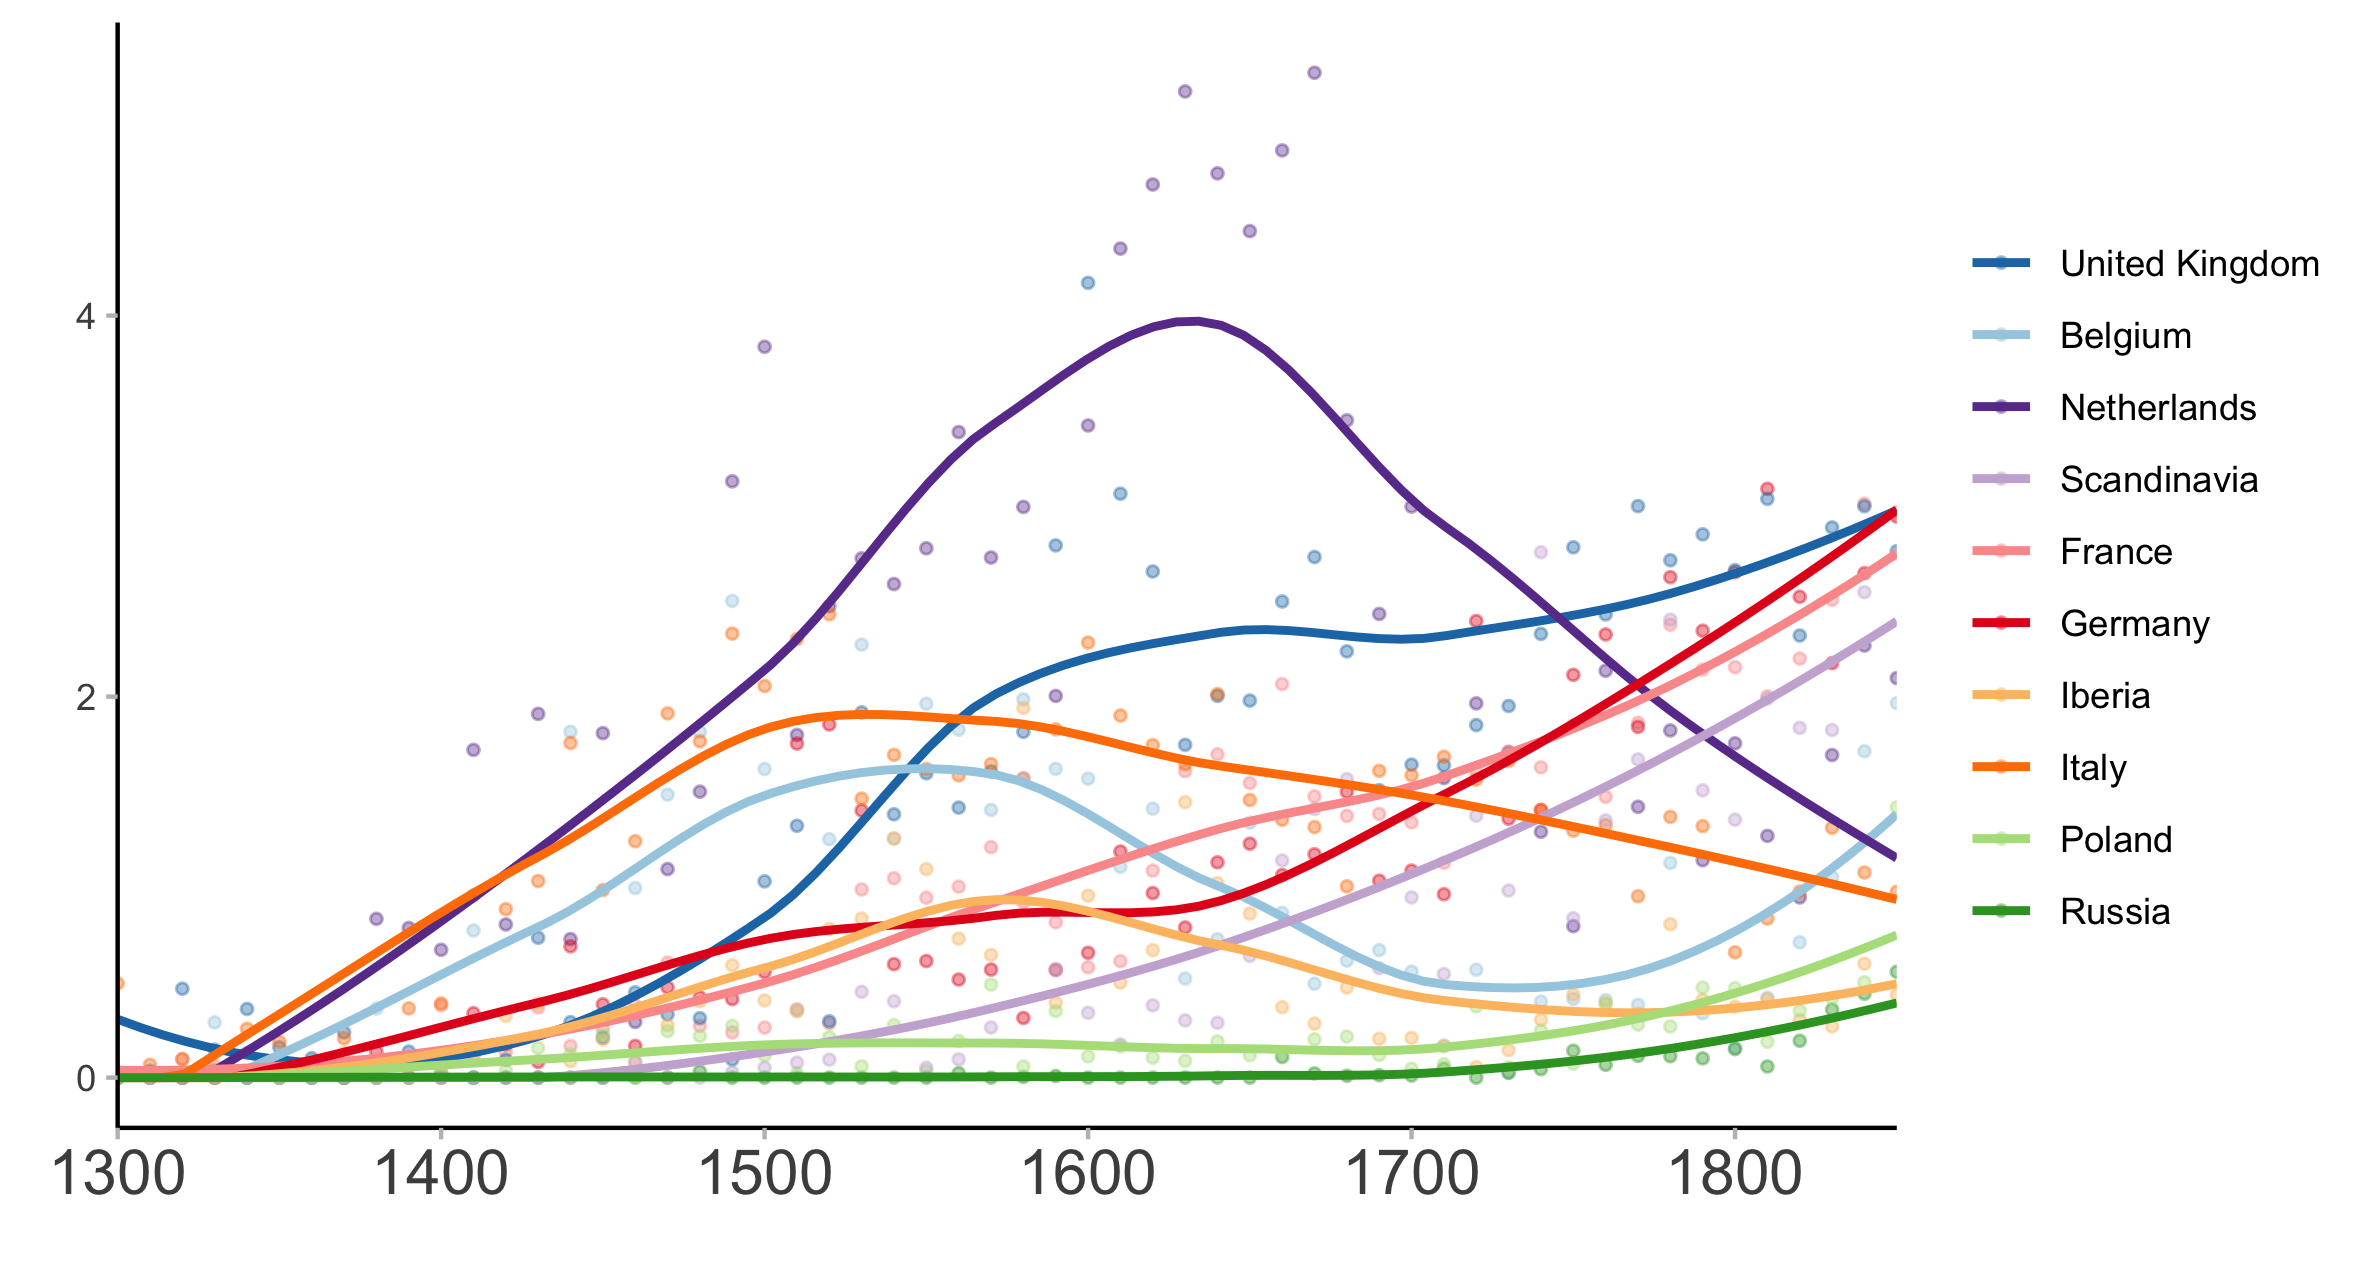 4
2
0
1300 1400 1500 1600 1700 1800
United Kingdom
Belgium
Netherlands
Scandinavia
France
Germany
Iberia
Italy
Poland
Russia